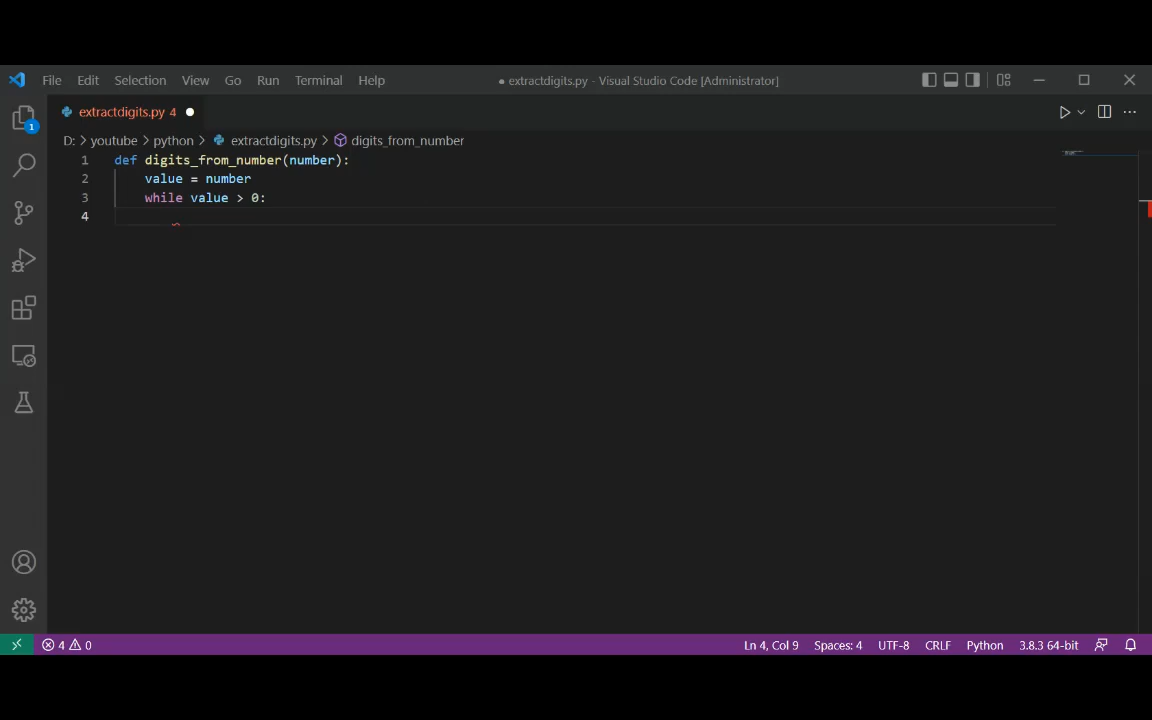 File Edit Selection View Go Run Terminal Help
● extractdigits.py - Visual Studio Code [Administrator]
extractdigits.py 4 ●
D: > youtube > python > extractdigits.py > digits_from_number
1 def digits_from_number(number):
2     value = number
3     while value > 0:
4
1
4 0
Ln 4, Col 9 Spaces: 4 UTF-8 CRLF Python 3.8.3 64-bit